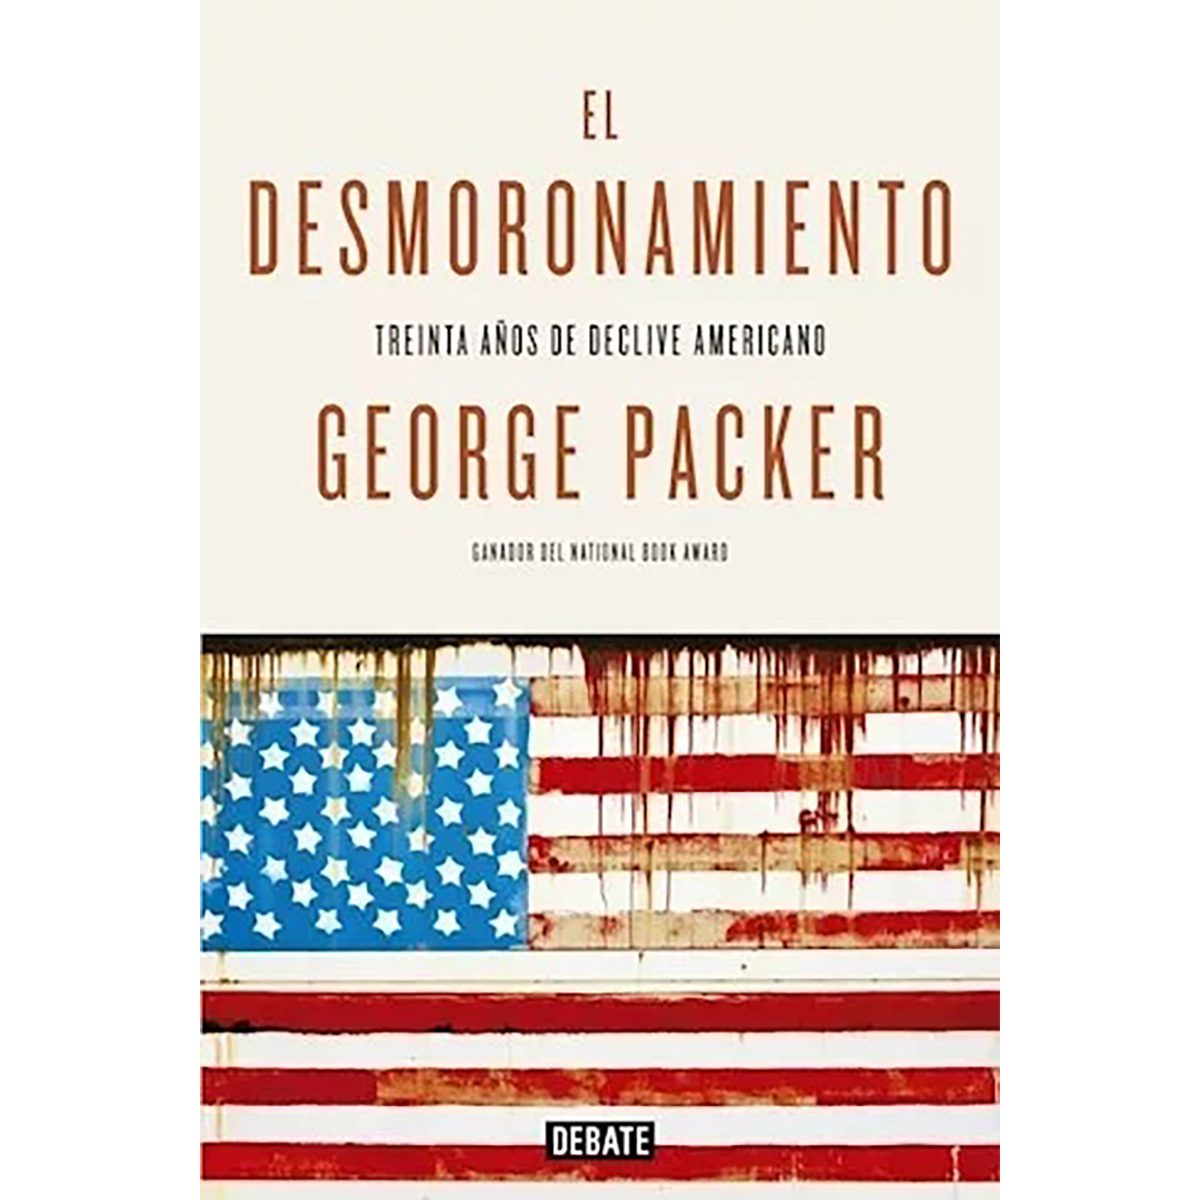 EL
DESMORONAMIENTO
TREINTA AÑOS DE DECLIVE AMERICANO
GEORGE PACKER
GANADOR DEL NATIONAL BOOK AWARD
DEBATE